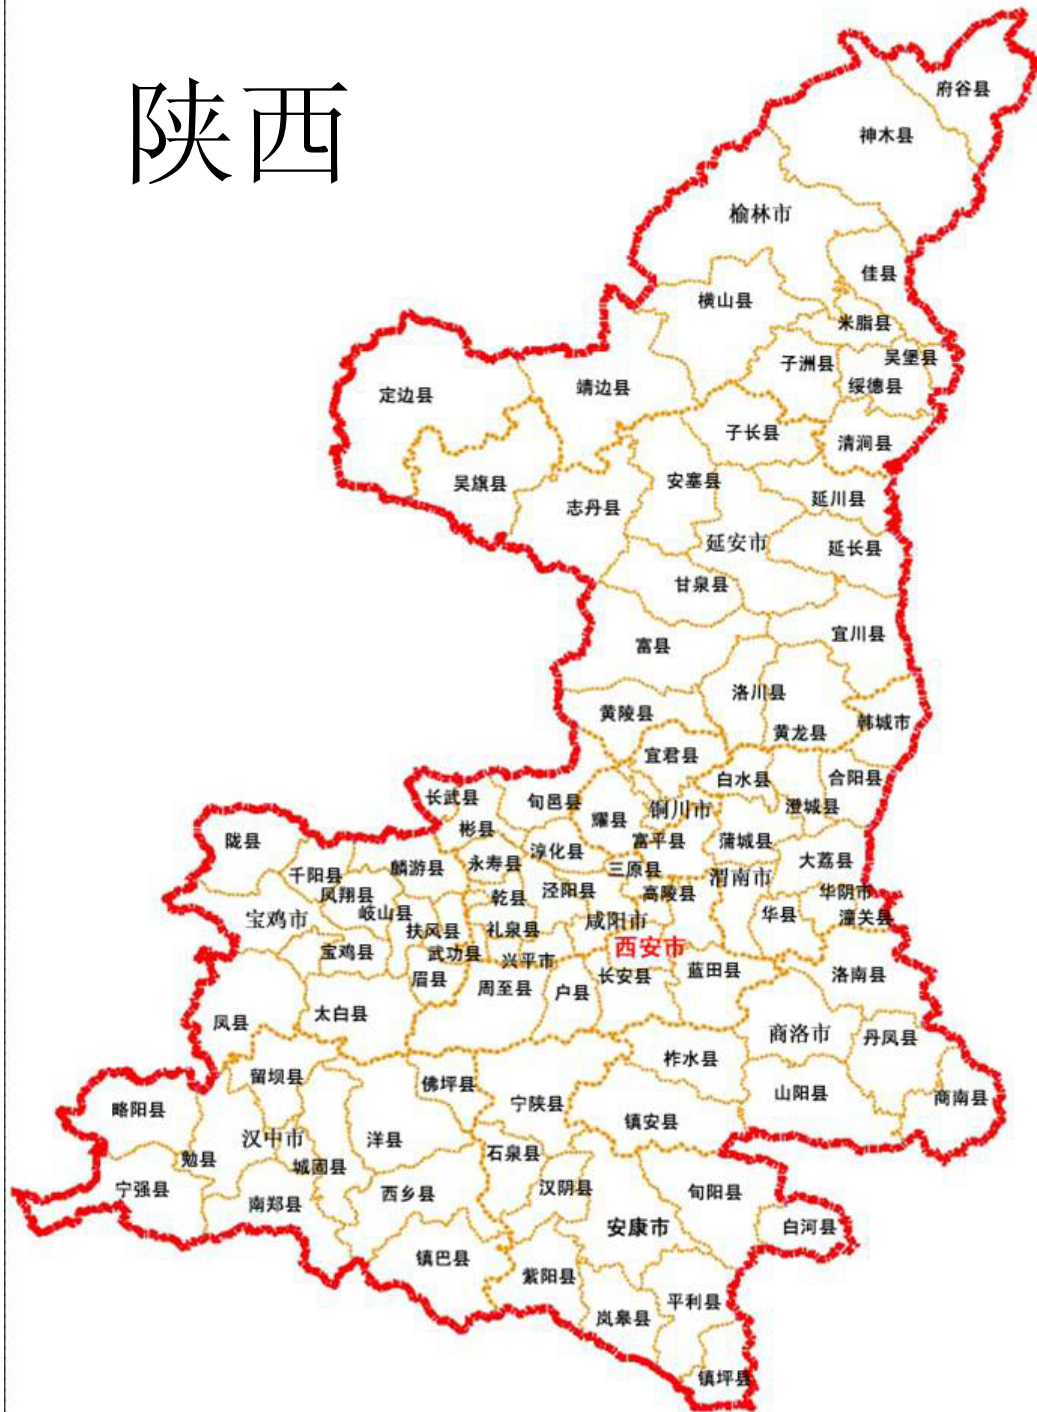 陕西
府谷县
神木县
榆林市
佳县
横山县
米脂县
吴堡县
子洲县
绥德县
定边县
靖边县
子长县
清涧县
吴旗县
安塞县
志丹县
延川县
延安市
延长县
甘泉县
宜川县
富县
洛川县
黄陵县
韩城市
黄龙县
宜君县
白水县
合阳县
长武县
旬邑县
澄城县
铜川市
耀县
彬县
陇县
富平县
蒲城县
淳化县
大荔县
永寿县
麟游县
三原县
千阳县
渭南市
泾阳县
高陵县
华阴市
凤翔县
乾县
岐山县
华县
潼关县
宝鸡市
咸阳市
扶风县
礼泉县
西安市
宝鸡县
武功县
兴平市
蓝田县
长安县
洛南县
眉县
周至县
户县
太白县
凤县
商洛市
丹凤县
柞水县
留坝县
佛坪县
山阳县
商南县
宁陕县
略阳县
镇安县
汉中市
洋县
石泉县
勉县
城固县
宁强县
汉阴县
西乡县
旬阳县
南郑县
安康市
白河县
镇巴县
紫阳县
平利县
岚皋县
镇坪县